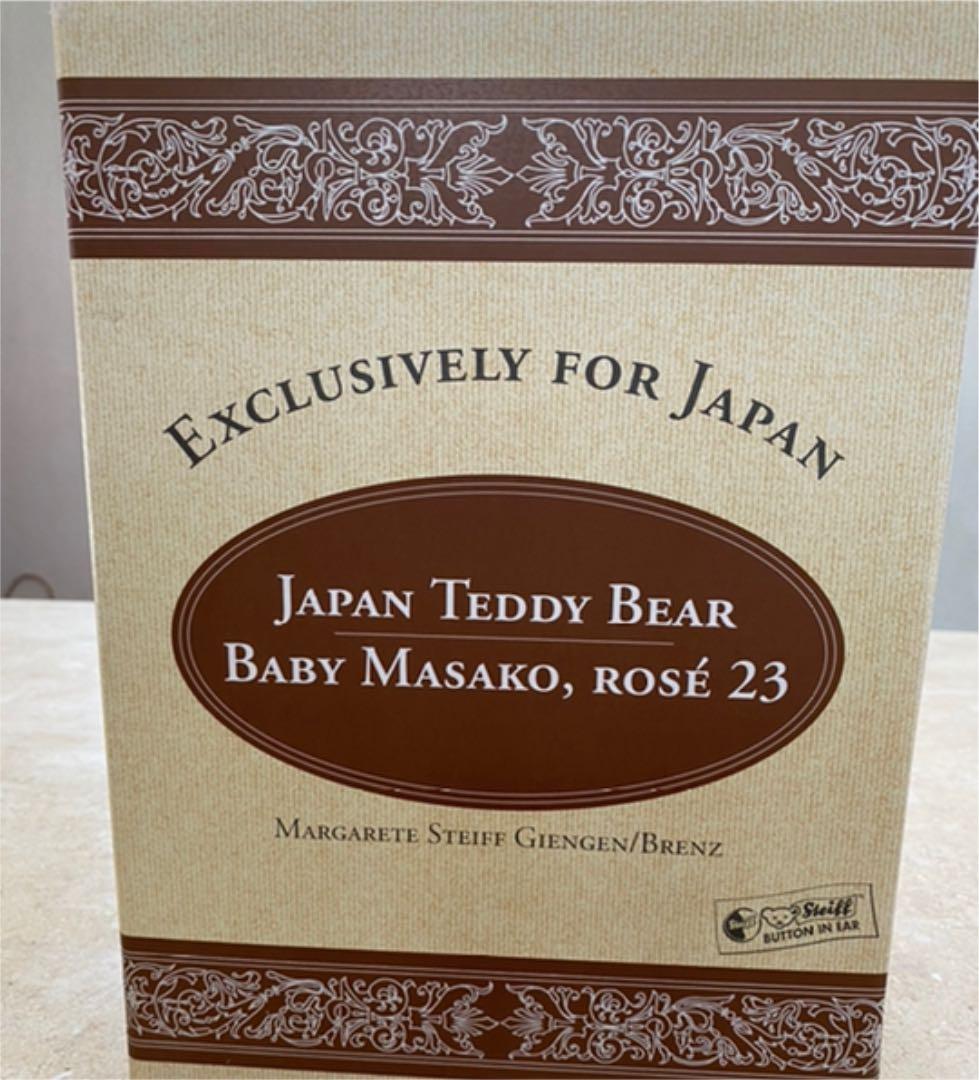 Exclusively for Japan
Japan Teddy Bear
Baby Masako, rosé 23
Margarete Steiff Giengen/Brenz
Steiff
BUTTON IN EAR